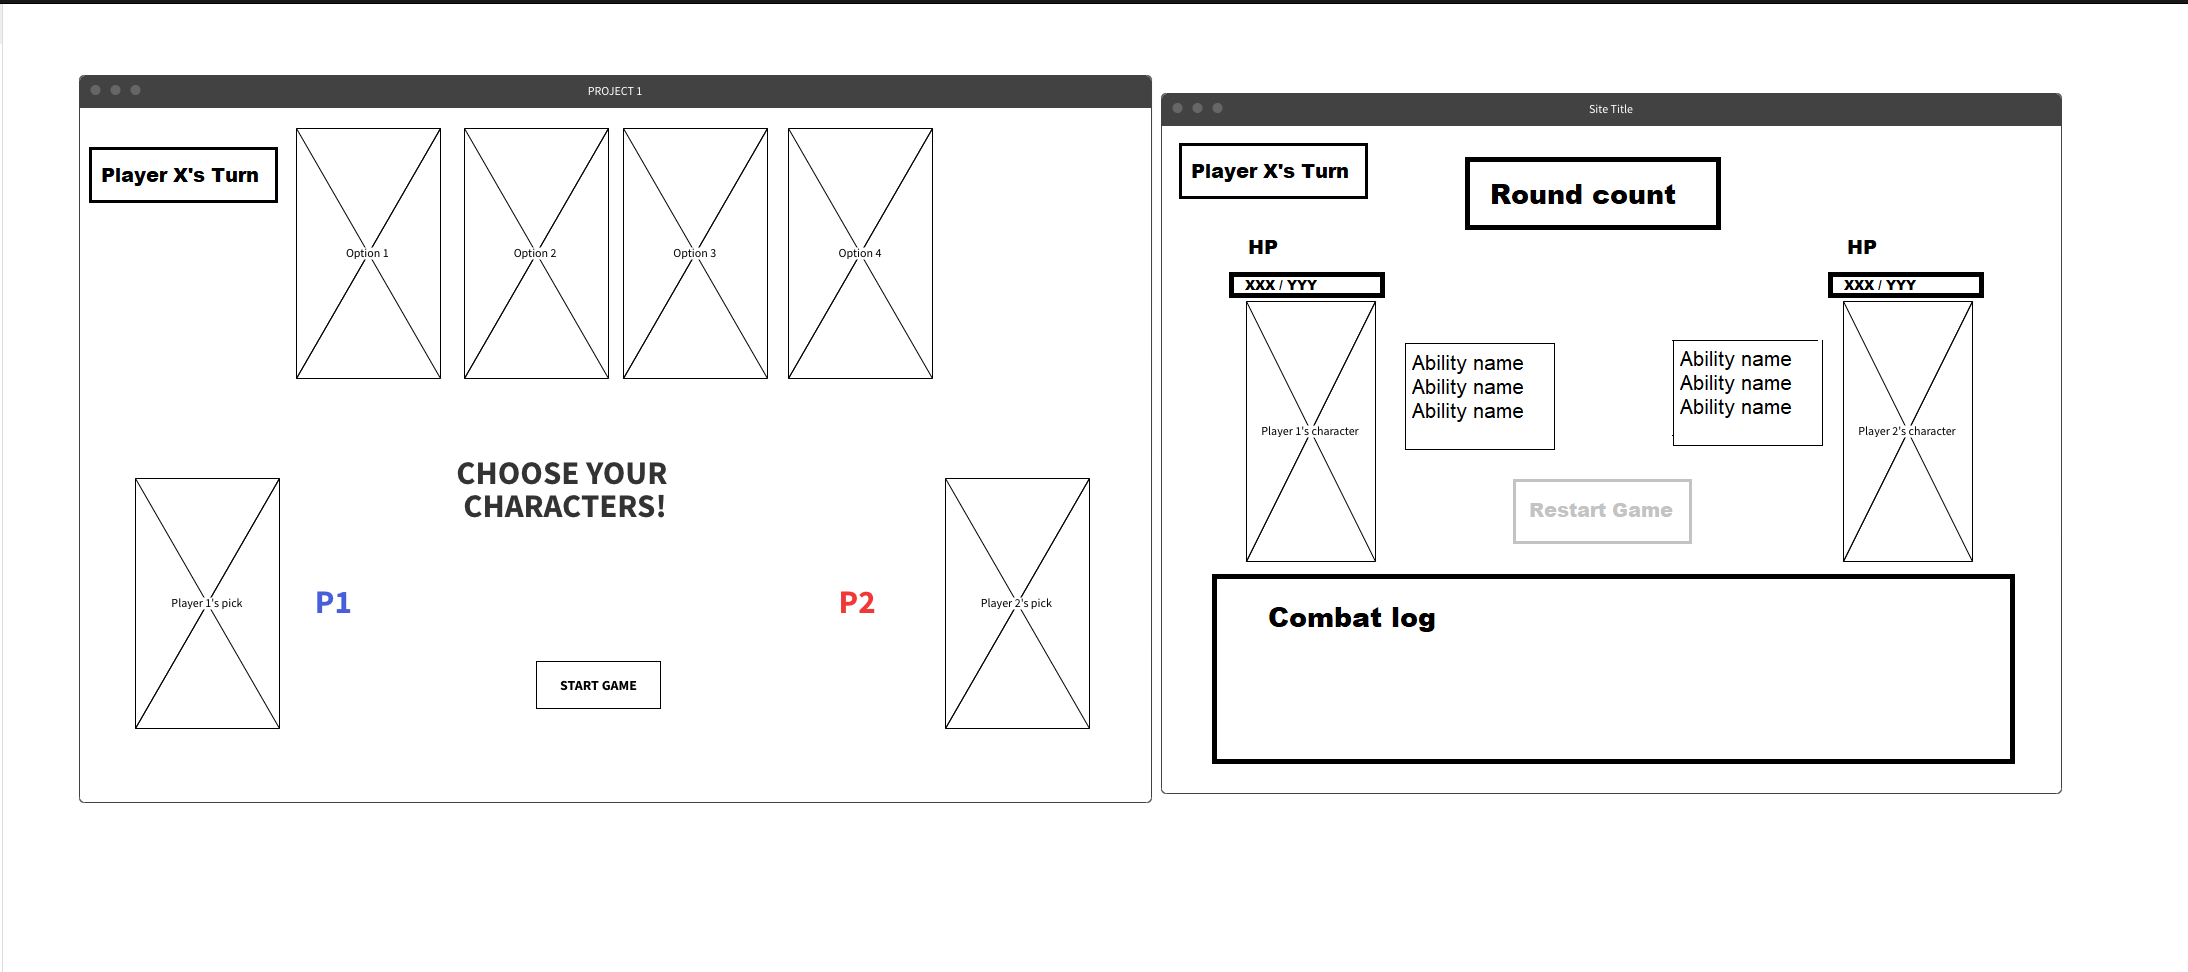 PROJECT 1
Player X's Turn
Option 1
Option 2
Option 3
Option 4
CHOOSE YOUR
CHARACTERS!
Player 1's pick
P1
P2
Player 2's pick
START GAME
Site Title
Player X's Turn
Round count
HP
XXX / YYY
HP
XXX / YYY
Player 1's character
Ability name
Ability name
Ability name
Ability name
Ability name
Ability name
Player 2's character
Restart Game
Combat log